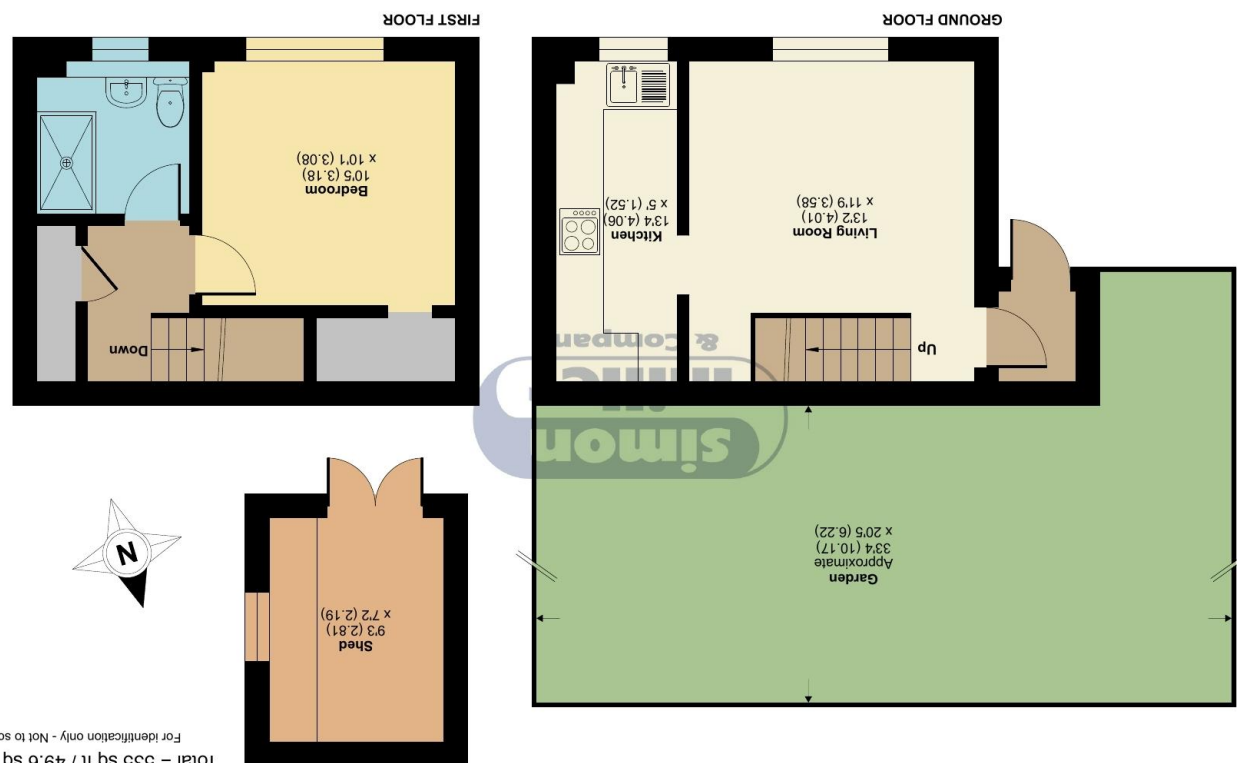 Total = 535 sq ft / 49.6 sq
For identification only - Not to sc
Shed
9'3 (2.81)
x 7'2 (2.19)
Garden
Approximate
33'4 (10.17)
x 20'5 (6.22)
N
simon
& Compan
Up
Down
Living Room
13'2 (4.01)
x 11'9 (3.58)
Kitchen
13'4 (4.06)
x 5' (1.52)
Bedroom
10'5 (3.18)
x 10'1 (3.08)
GROUND FLOOR
FIRST FLOOR